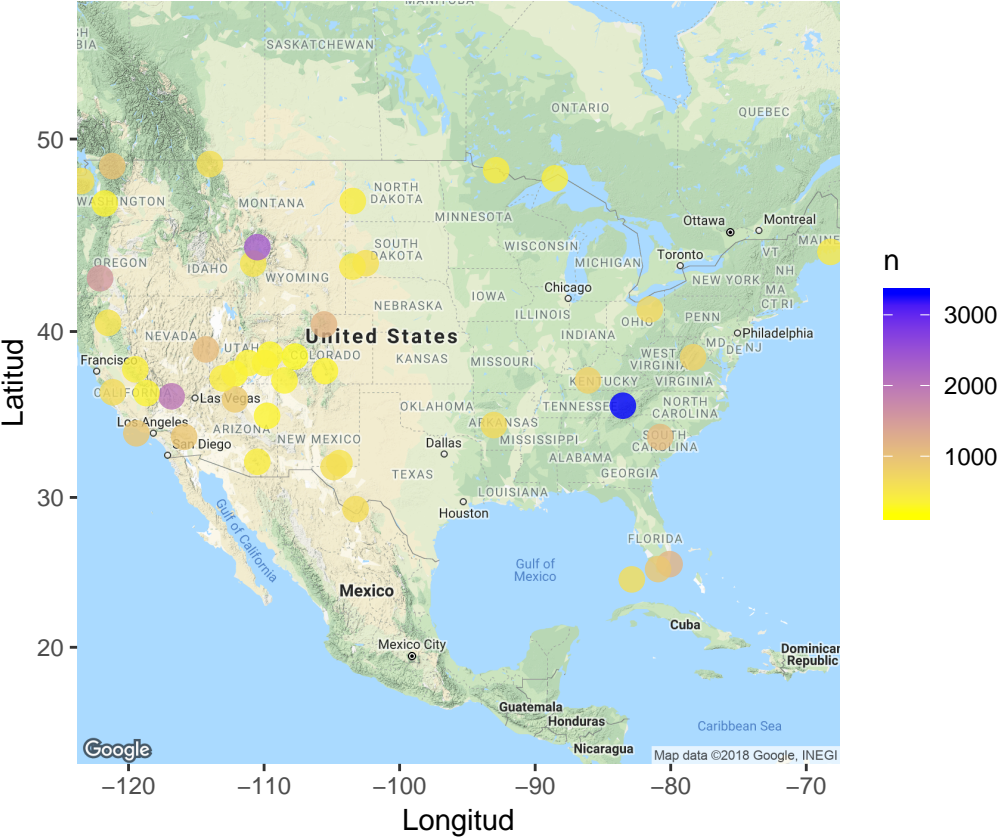 MANITOBA
CH
BIA
SASKATCHEWAN
ONTARIO
QUEBEC
50
WASHINGTON
MONTANA
NORTH
DAKOTA
MINNESOTA
Ottawa
Montreal
MAINE
OREGON
IDAHO
WYOMING
SOUTH
DAKOTA
WISCONSIN
MICHIGAN
Toronto
VT
NH
NEW YORK
MA
CT RI
Chicago
IOWA
NEBRASKA
ILLINOIS
INDIANA
OHIO
PENN
40
NEVADA
United States
Philadelphia
MD
DE
NJ
Francisco
UTAH
COLORADO
KANSAS
MISSOURI
WEST
VIRGINIA
KENTUCKY
VIRGINIA
CALIFORNIA
Las Vegas
OKLAHOMA
ARKANSAS
TENNESSEE
NORTH
CAROLINA
Los Angeles
ARIZONA
NEW MEXICO
San Diego
Dallas
MISSISSIPPI
SOUTH
CAROLINA
ALABAMA
GEORGIA
TEXAS
LOUISIANA
30
Houston
Gulf of California
FLORIDA
Gulf of
Mexico
Mexico
Cuba
20
Mexico City
Dominican
Republic
Guatemala
Honduras
Caribbean Sea
Nicaragua
Google
Map data ©2018 Google, INEGI
−120
−110
−100
−90
−80
−70
Longitud
Latitud
n
3000
2000
1000